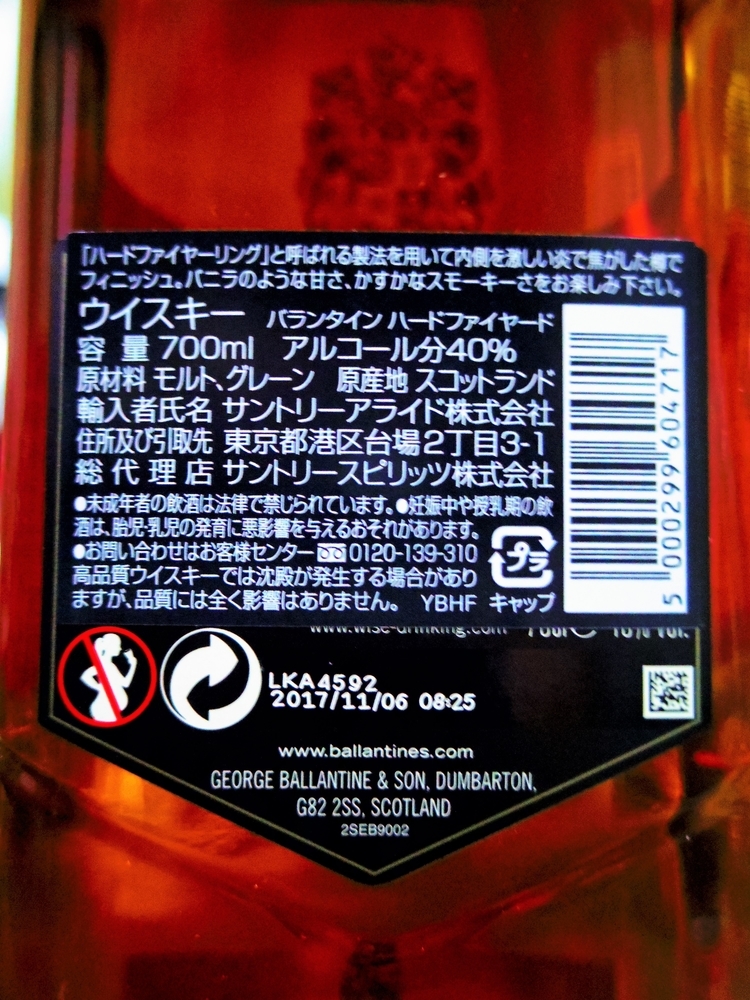 「ハードファイヤーリング」と呼ばれる製法を用いて内側を激しい炎で焦がした樽で
フィニッシュ。バニラのような甘さ、かすかなスモーキーさをお楽しみ下さい。
ウイスキー バランタイン ハードファイヤード
容量 700ml アルコール分40%
原材料 モルト、グレーン 原産地 スコットランド
輸入者氏名 サントリーアライド株式会社
住所及び引取先 東京都港区台場2丁目3-1
総代理店 サントリースピリッツ株式会社
●未成年者の飲酒は法律で禁じられています。●妊娠中や授乳期の飲
酒は、胎児・乳児の発育に悪影響を与えるおそれがあります。
●お問い合わせはお客様センター 0120-139-310
高品質ウイスキーでは沈殿が発生する場合があり
ますが、品質には全く影響はありません。 YBHF キャップ
プラ
5 000299 604717
www.wise-drinking.com
LKA4592
2017/11/06 08:25
www.ballantines.com
GEORGE BALLANTINE & SON, DUMBARTON,
G82 2SS, SCOTLAND
2SEB9002